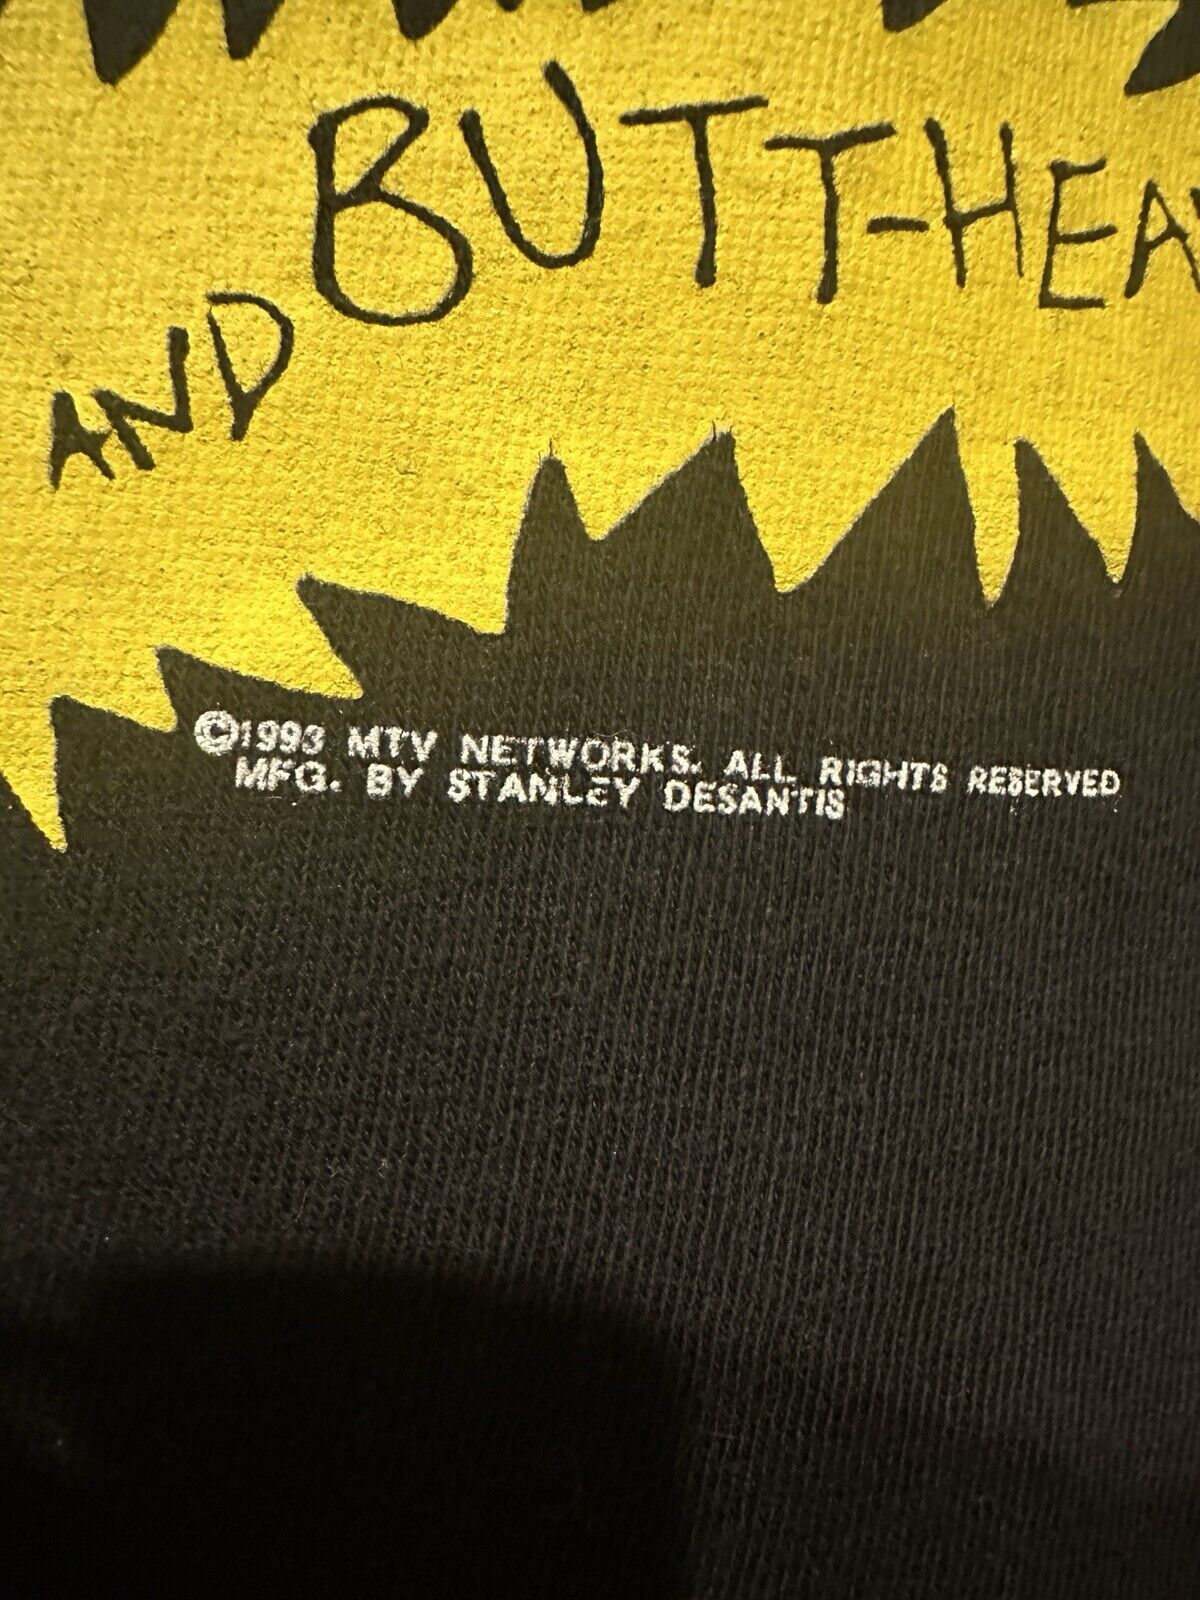 AND BUTT-HEA
©1993 MTV NETWORKS. ALL RIGHTS RESERVED
MFG. BY STANLEY DESANTIS